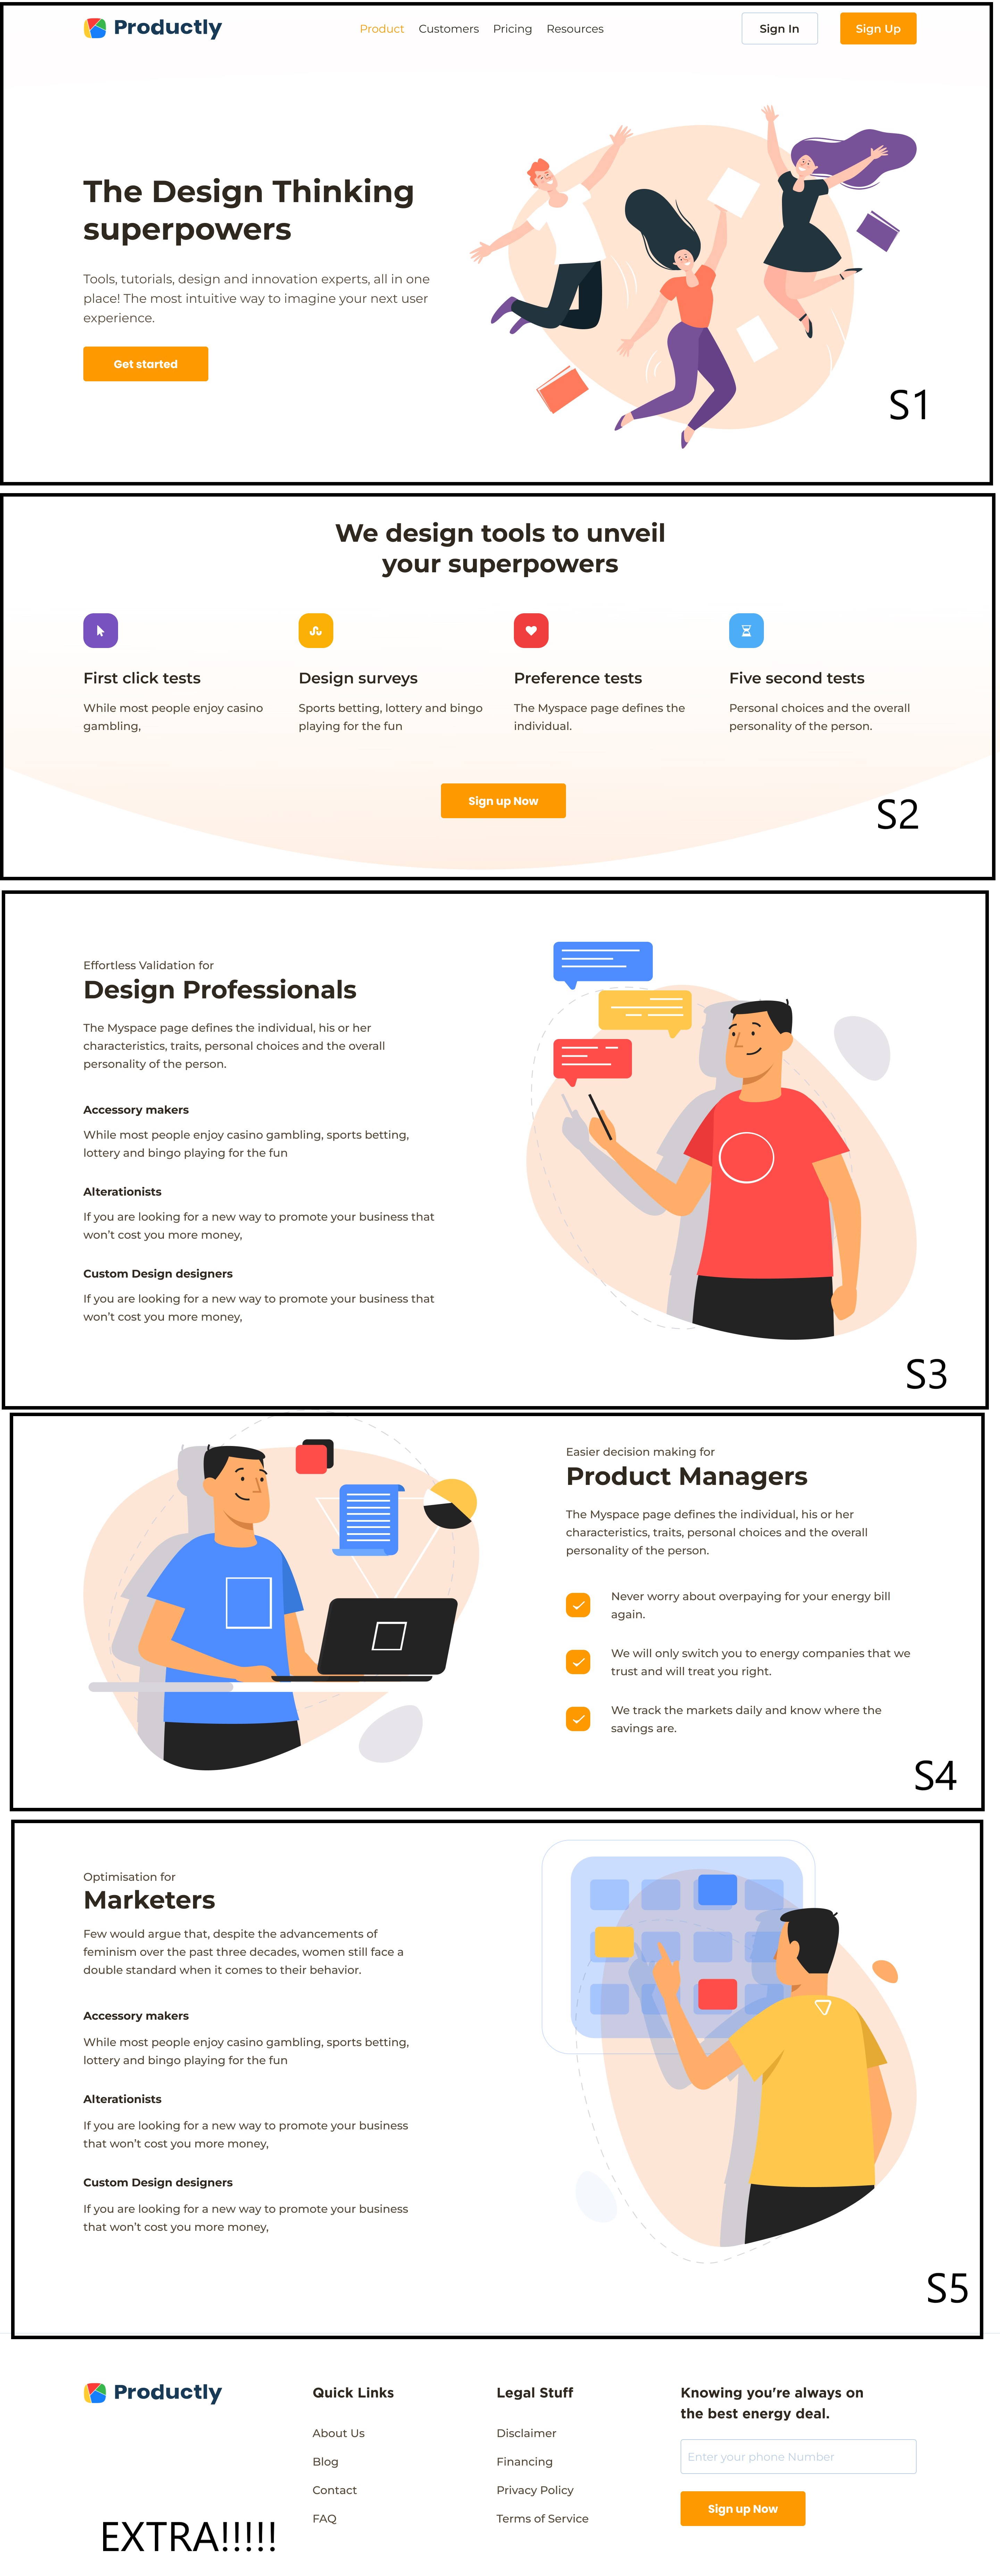 Productly
Product Customers Pricing Resources
Sign In
Sign Up
The Design Thinking
superpowers
Tools, tutorials, design and innovation experts, all in one
place! The most intuitive way to imagine your next user
experience.
Get started
S1
We design tools to unveil
your superpowers
First click tests
While most people enjoy casino
gambling,
Design surveys
Sports betting, lottery and bingo
playing for the fun
Preference tests
The Myspace page defines the
individual.
Five second tests
Personal choices and the overall
personality of the person.
Sign up Now
S2
Effortless Validation for
Design Professionals
The Myspace page defines the individual, his or her
characteristics, traits, personal choices and the overall
personality of the person.
Accessory makers
While most people enjoy casino gambling, sports betting,
lottery and bingo playing for the fun
Alterationists
If you are looking for a new way to promote your business that
won't cost you more money,
Custom Design designers
If you are looking for a new way to promote your business that
won't cost you more money,
S3
Easier decision making for
Product Managers
The Myspace page defines the individual, his or her
characteristics, traits, personal choices and the overall
personality of the person.
Never worry about overpaying for your energy bill
again.
We will only switch you to energy companies that we
trust and will treat you right.
We track the markets daily and know where the
savings are.
S4
Optimisation for
Marketers
Few would argue that, despite the advancements of
feminism over the past three decades, women still face a
double standard when it comes to their behavior.
Accessory makers
While most people enjoy casino gambling, sports betting,
lottery and bingo playing for the fun
Alterationists
If you are looking for a new way to promote your business
that won't cost you more money,
Custom Design designers
If you are looking for a new way to promote your business
that won't cost you more money,
S5
Productly
Quick Links
About Us
Blog
Contact
FAQ
Legal Stuff
Disclaimer
Financing
Privacy Policy
Terms of Service
Knowing you're always on
the best energy deal.
Enter your phone Number
Sign up Now
EXTRA!!!!!